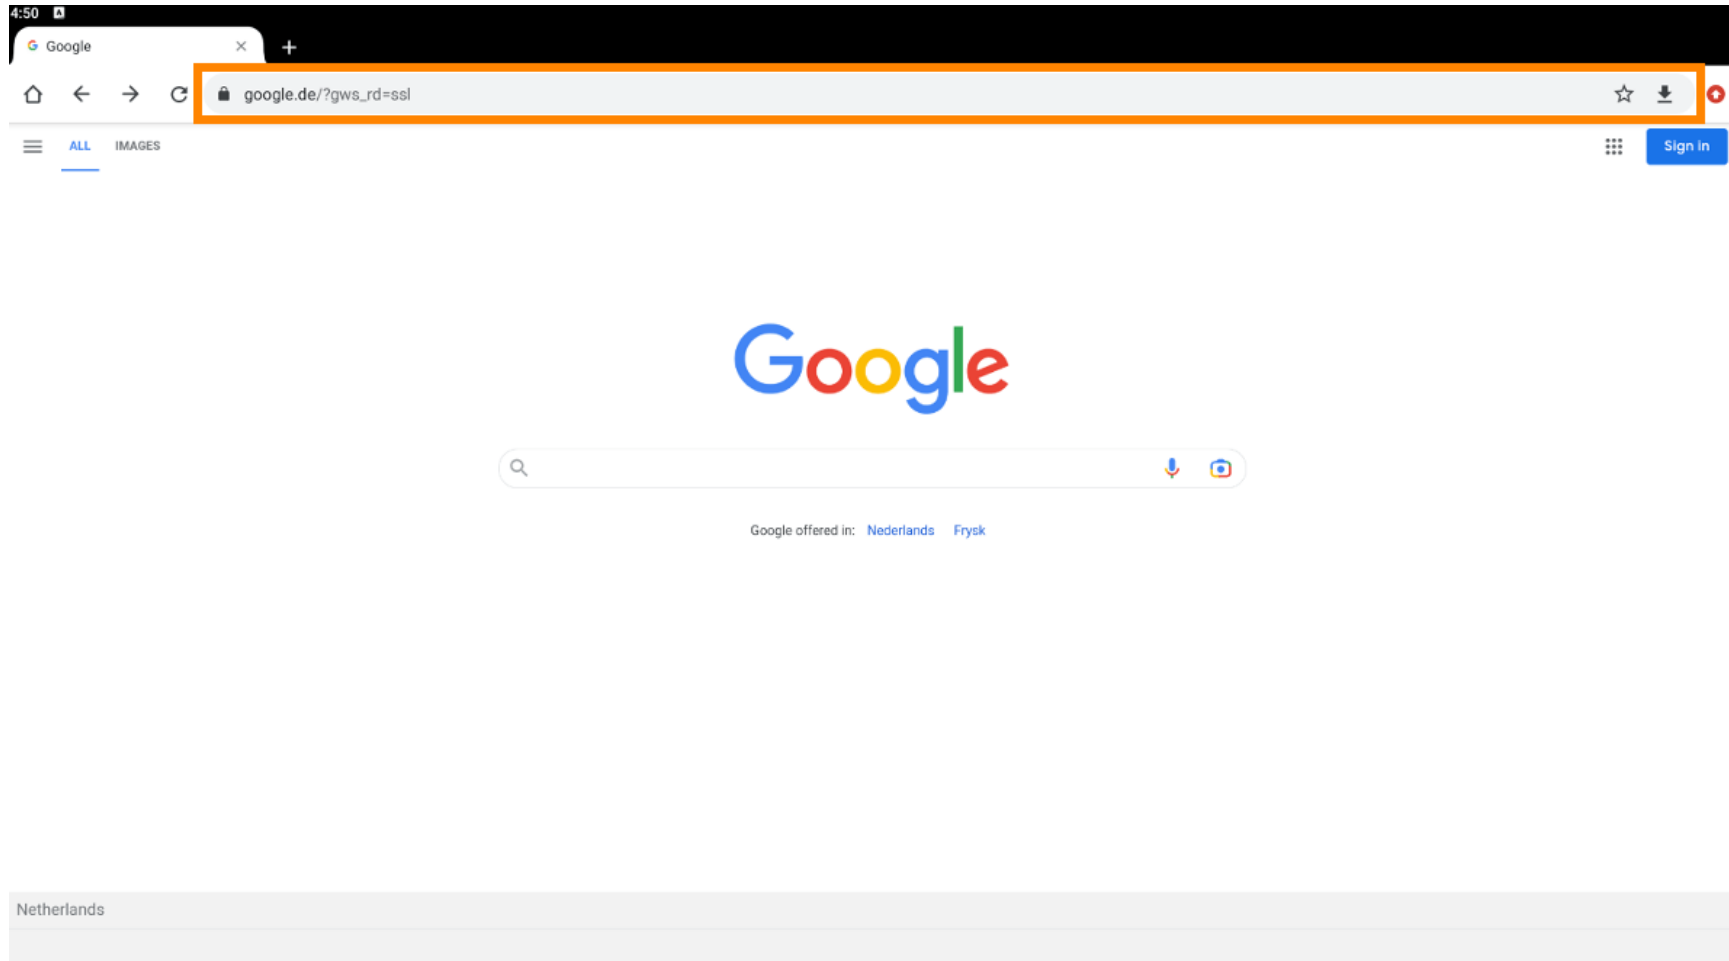 4:50 A
Google
google.de/?gws_rd=ssl
ALL IMAGES
Sign in
Google
Google offered in: Nederlands Frysk
Netherlands